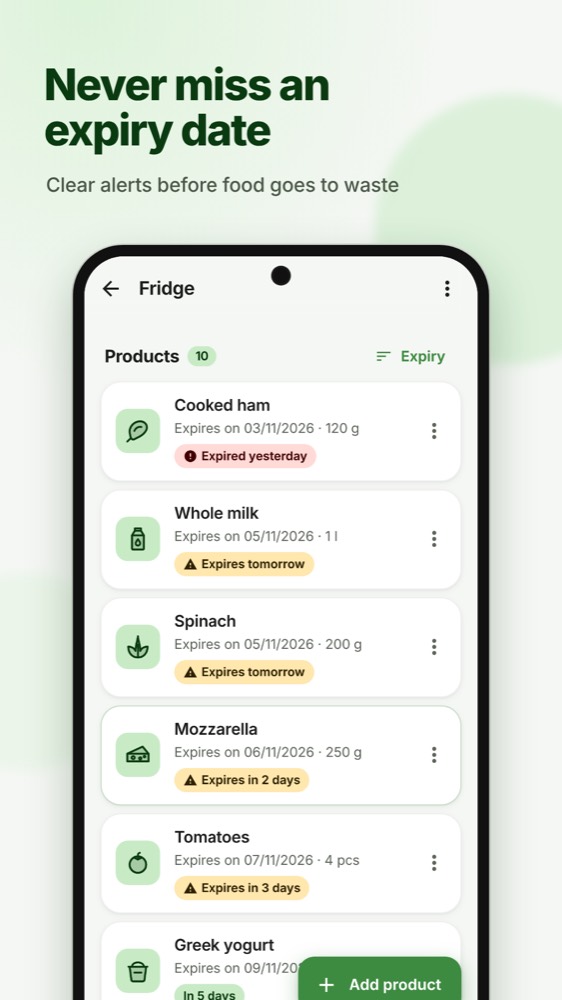 Never miss an
expiry date
Clear alerts before food goes to waste
Fridge
Products 10 Expiry
Cooked ham
Expires on 03/11/2026 · 120 g
Expired yesterday
Whole milk
Expires on 05/11/2026 · 1 l
Expires tomorrow
Spinach
Expires on 05/11/2026 · 200 g
Expires tomorrow
Mozzarella
Expires on 06/11/2026 · 250 g
Expires in 2 days
Tomatoes
Expires on 07/11/2026 · 4 pcs
Expires in 3 days
Greek yogurt
Expires on 09/11/20
In 5 days
Add product